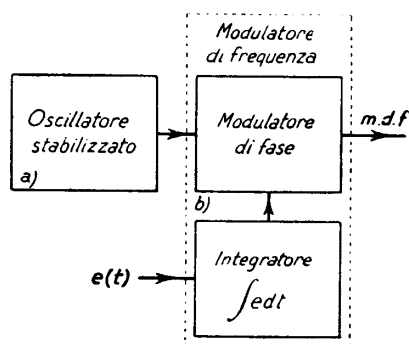 Modulatore
di frequenza
Oscillatore
stabilizzato
a)
Modulatore
di fase
m.d.f
b)
Integratore
∫edt
e(t)